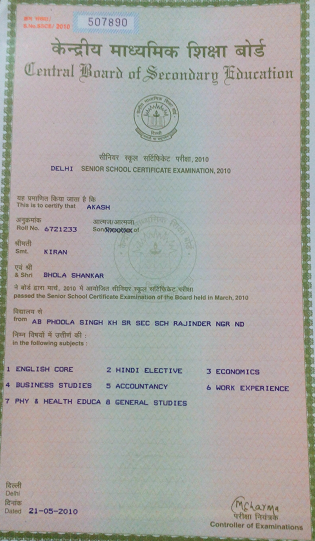 क्रम संख्या/
S.No.SSCE/ 2010 507890
केन्द्रीय माध्यमिक शिक्षा बोर्ड
Central Board of Secondary Education
सीनियर स्कूल सर्टिफिकेट परीक्षा, 2010
DELHI SENIOR SCHOOL CERTIFICATE EXAMINATION, 2010
यह प्रमाणित किया जाता है कि
This is to certify that AKASH
अनुक्रमांक आत्मज/आत्मजा
Roll No. 6721233 Son of
श्रीमती
Smt. KIRAN
एवं श्री
& Shri BHOLA SHANKAR
ने बोर्ड द्वारा मार्च, 2010 में आयोजित सीनियर स्कूल सर्टिफिकेट परीक्षा
passed the Senior School Certificate Examination of the Board held in March, 2010
विद्यालय से
from AB PHOOLA SINGH KH SR SEC SCH RAJINDER NGR ND
निम्न विषयों में उत्तीर्ण की :
in the following subjects :
1 ENGLISH CORE 2 HINDI ELECTIVE 3 ECONOMICS
4 BUSINESS STUDIES 5 ACCOUNTANCY 6 WORK EXPERIENCE
7 PHY & HEALTH EDUCA 8 GENERAL STUDIES
दिल्ली
Delhi
दिनांक
Dated 21-05-2010
MSharma
परीक्षा नियंत्रक
Controller of Examinations